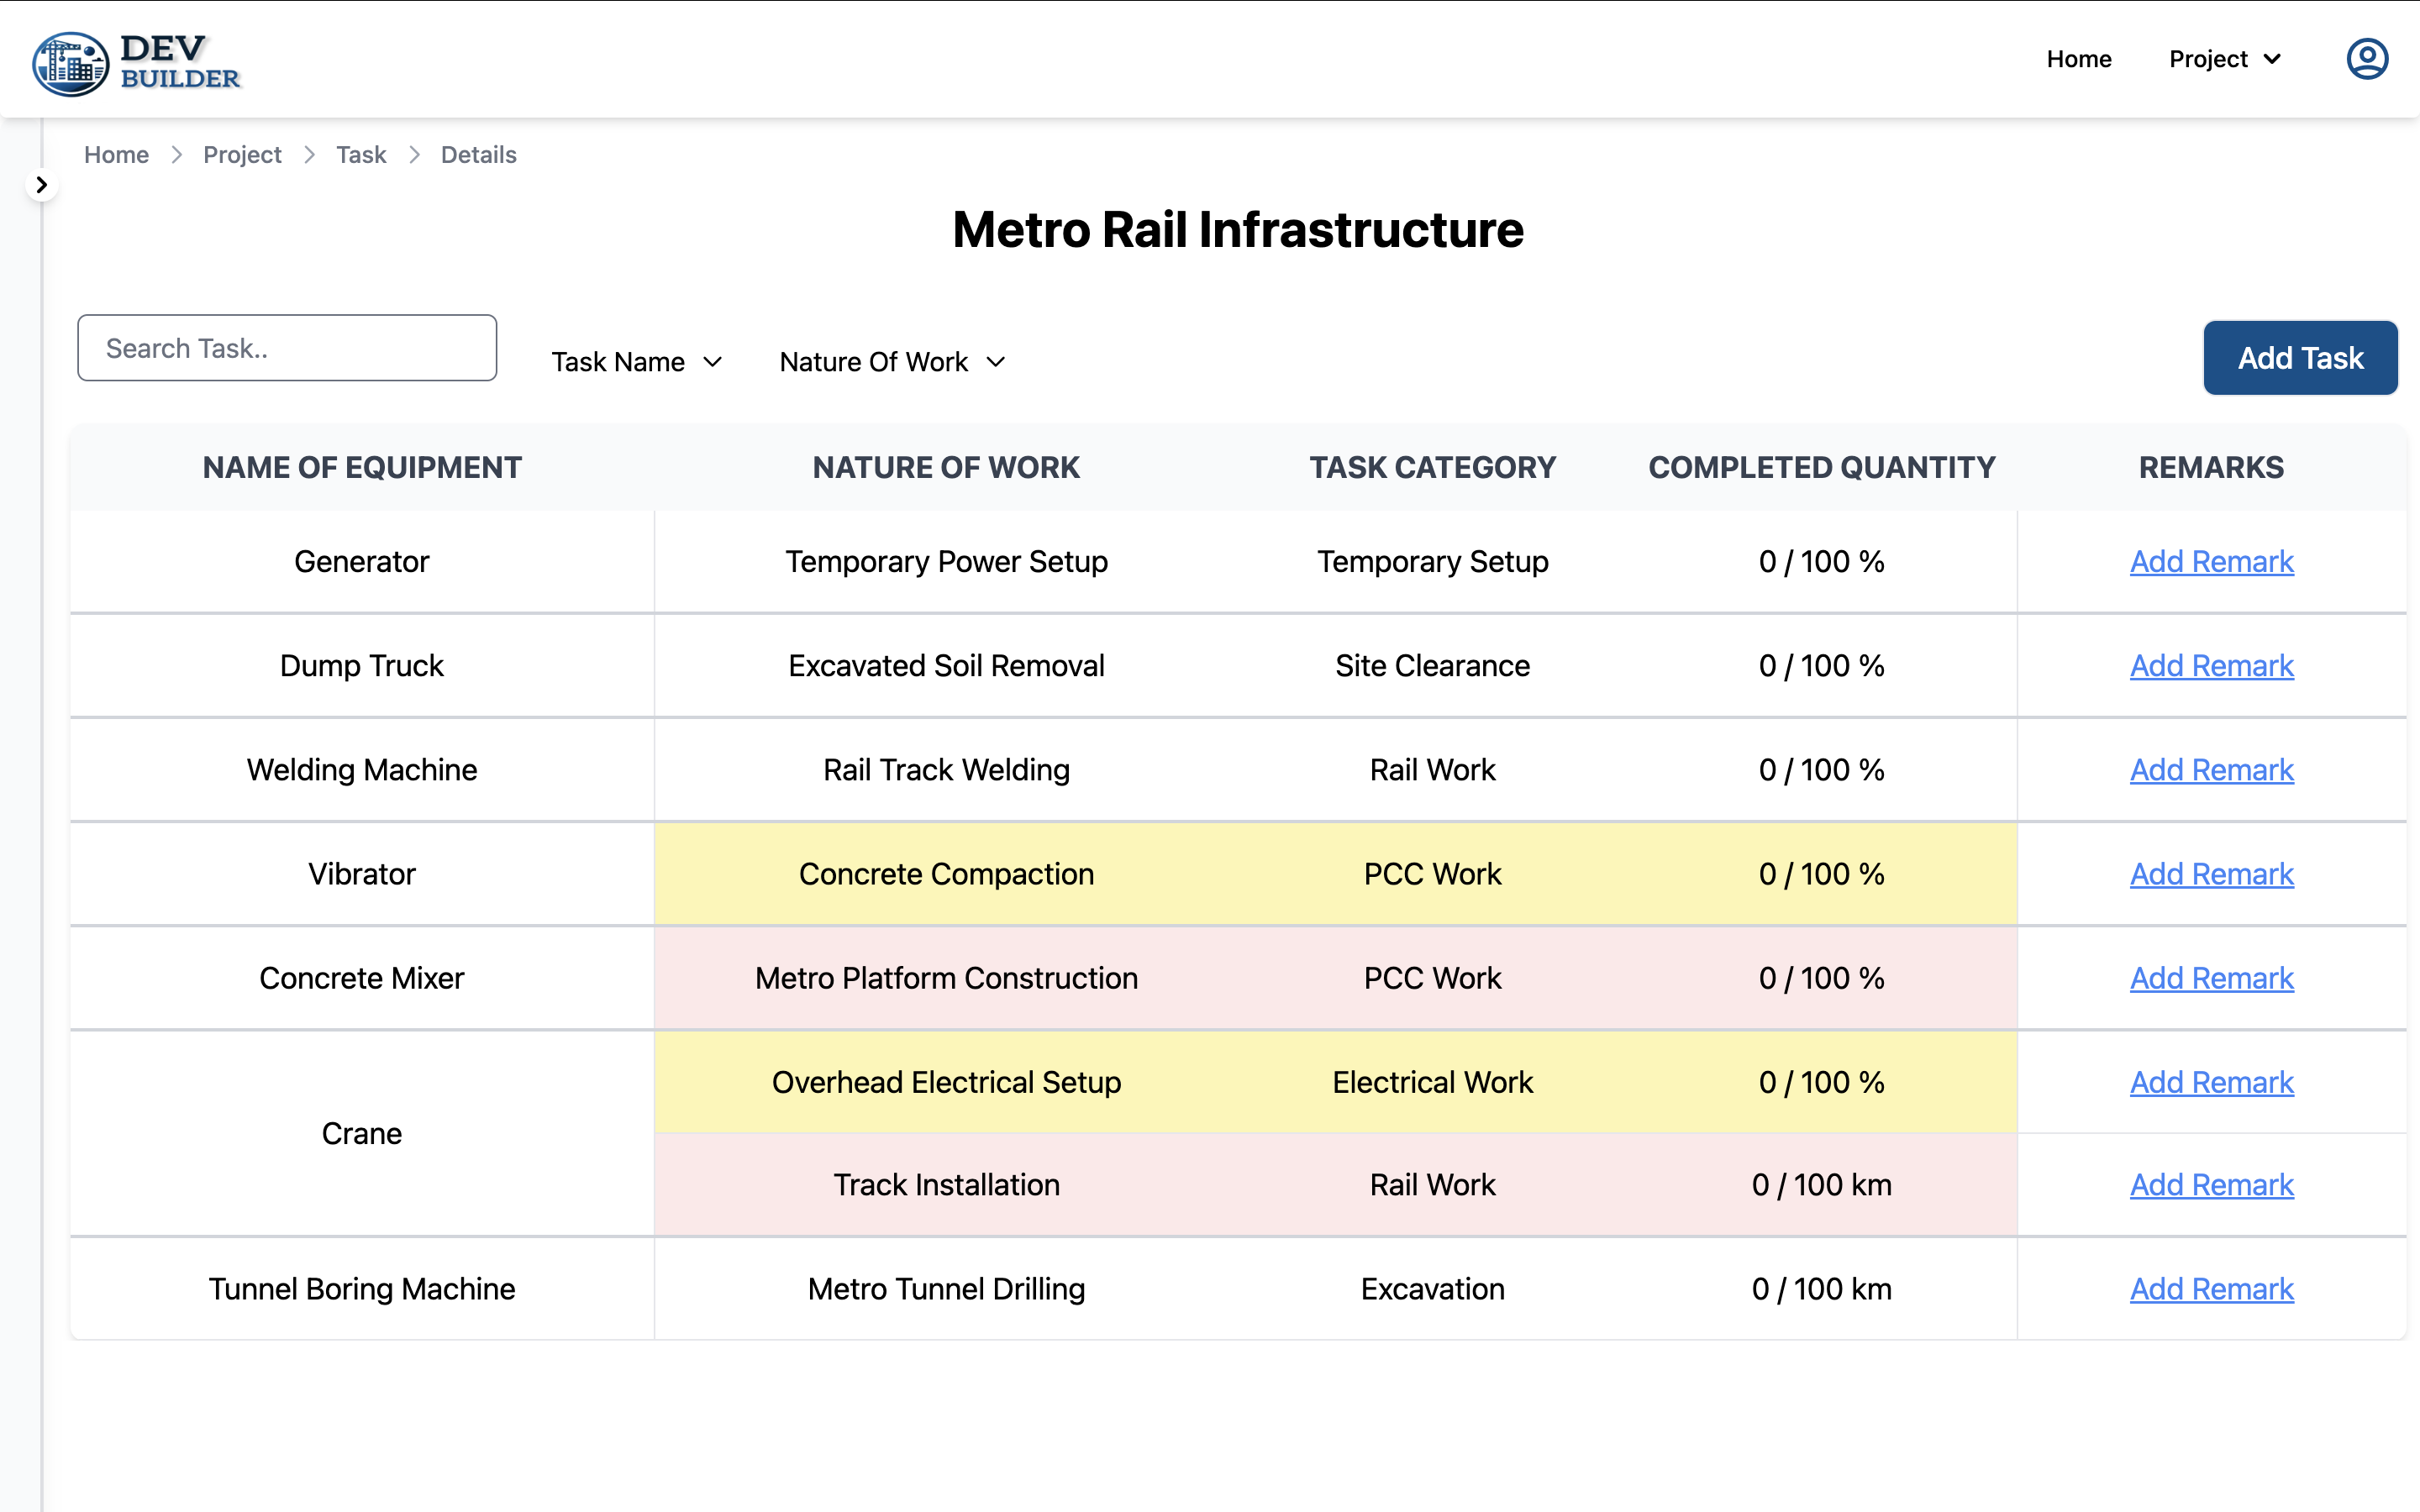 DEV
BUILDER
Home Project
Home Project Task Details
Metro Rail Infrastructure
Search Task.. Task Name Nature Of Work Add Task
NAME OF EQUIPMENT NATURE OF WORK TASK CATEGORY COMPLETED QUANTITY REMARKS
Generator Temporary Power Setup Temporary Setup 0 / 100 % Add Remark
Dump Truck Excavated Soil Removal Site Clearance 0 / 100 % Add Remark
Welding Machine Rail Track Welding Rail Work 0 / 100 % Add Remark
Vibrator Concrete Compaction PCC Work 0 / 100 % Add Remark
Concrete Mixer Metro Platform Construction PCC Work 0 / 100 % Add Remark
Overhead Electrical Setup Electrical Work 0 / 100 % Add Remark
Crane
Track Installation Rail Work 0 / 100 km Add Remark
Tunnel Boring Machine Metro Tunnel Drilling Excavation 0 / 100 km Add Remark